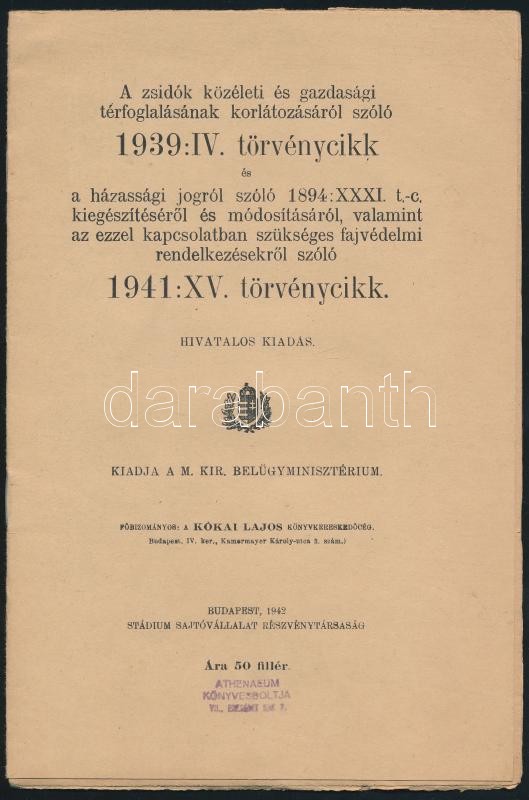 A zsidók közéleti és gazdasági
térfoglalásának korlátozásáról szóló
1939:IV. törvénycikk
és
a házassági jogról szóló 1894:XXXI. t.-c.
kiegészítéséről és módosításáról, valamint
az ezzel kapcsolatban szükséges fajvédelmi
rendelkezésekről szóló
1941:XV. törvénycikk.
HIVATALOS KIADÁS.
darabanth
KIADJA A M. KIR. BELÜGYMINISZTÉRIUM.
FŐBIZOMÁNYOS: A KÓKAI LAJOS KÖNYVKERESKEDŐCÉG.
Budapest, IV. ker., Kamermayer Károly-utca 3. szám.)
BUDAPEST, 1942
STÁDIUM SAJTÓVÁLLALAT RÉSZVÉNYTÁRSASÁG
Ára 50 fillér.
ATHENAEUM
KÖNYVESBOLTJA
VII.